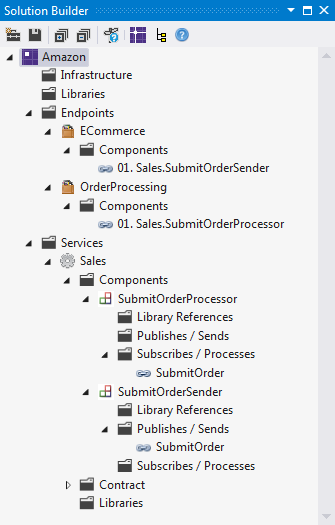 Solution Builder
Amazon
Infrastructure
Libraries
Endpoints
ECommerce
Components
01. Sales.SubmitOrderSender
OrderProcessing
Components
01. Sales.SubmitOrderProcessor
Services
Sales
Components
SubmitOrderProcessor
Library References
Publishes / Sends
Subscribes / Processes
SubmitOrder
SubmitOrderSender
Library References
Publishes / Sends
SubmitOrder
Subscribes / Processes
Contract
Libraries